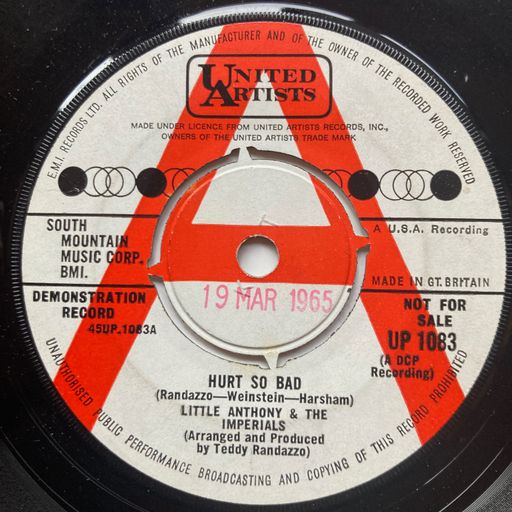 E.M.I. RECORDS LTD. ALL RIGHTS OF THE MANUFACTURER AND OF THE OWNER OF THE RECORDED WORK RESERVED
UNITED
ARTISTS
MADE UNDER LICENCE FROM UNITED ARTISTS RECORDS, INC.,
OWNERS OF THE UNITED ARTISTS TRADE MARK
SOUTH
MOUNTAIN
MUSIC CORP.
BMI.
A U.S.A. Recording
MADE IN GT. BRITAIN
DEMONSTRATION
RECORD
45UP.1083A
19 MAR 1965
NOT FOR
SALE
UP 1083
(A DCP
Recording)
HURT SO BAD
(Randazzo—Weinstein—Harsham)
LITTLE ANTHONY & THE
IMPERIALS
(Arranged and Produced
by Teddy Randazzo)
UNAUTHORISED PUBLIC PERFORMANCE BROADCASTING AND COPYING OF THIS RECORD PROHIBITED